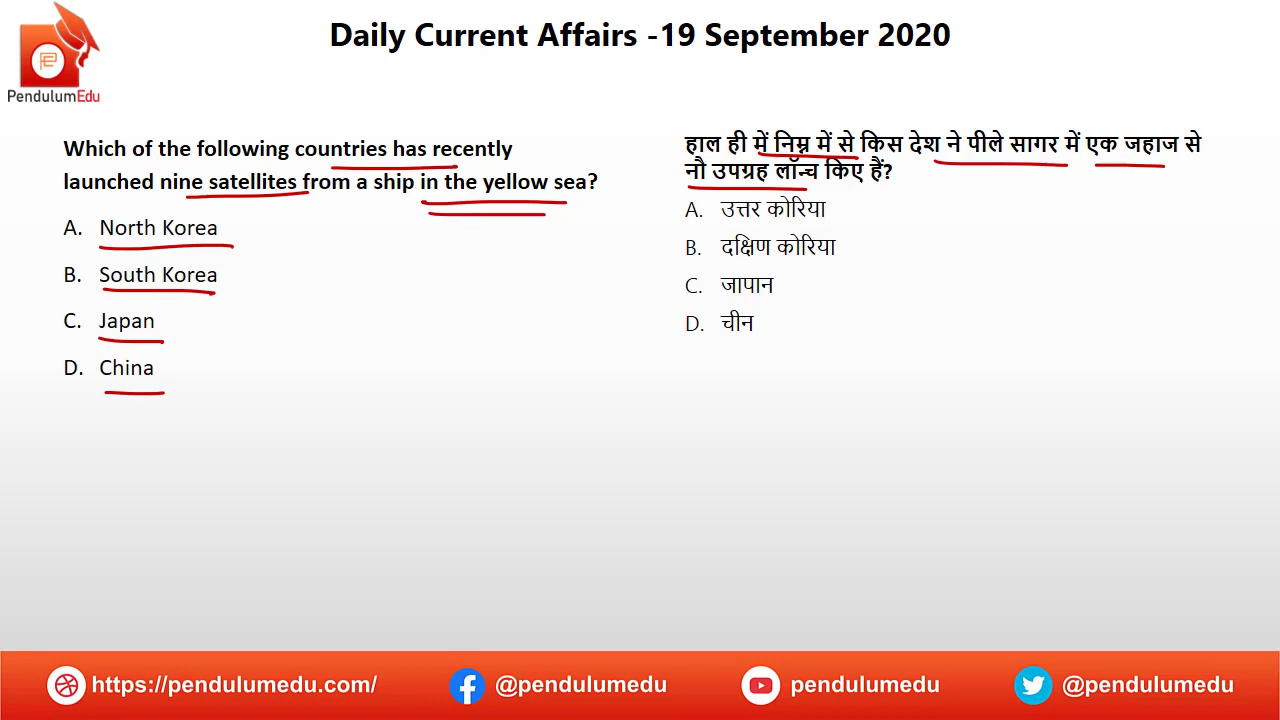 Daily Current Affairs -19 September 2020
PendulumEdu
Which of the following countries has recently
launched nine satellites from a ship in the yellow sea?
A. North Korea
B. South Korea
C. Japan
D. China
हाल ही में निम्न में से किस देश ने पीले सागर में एक जहाज से
नौ उपग्रह लॉन्च किए हैं?
A. उत्तर कोरिया
B. दक्षिण कोरिया
C. जापान
D. चीन
https://pendulumedu.com/ @pendulumedu pendulumedu @pendulumedu